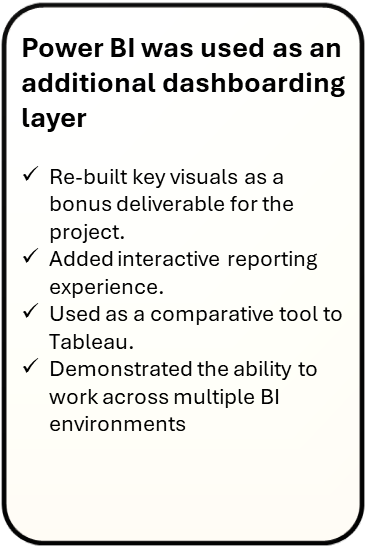 Power BI was used as an
additional dashboarding
layer
✓ Re-built key visuals as a
bonus deliverable for the
project.
✓ Added interactive reporting
experience.
✓ Used as a comparative tool to
Tableau.
✓ Demonstrated the ability to
work across multiple BI
environments